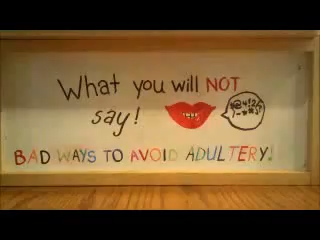 What you will NOT
say!
@#$!?/
!~*#$!
BAD WAYS TO AVOID ADULTERY!